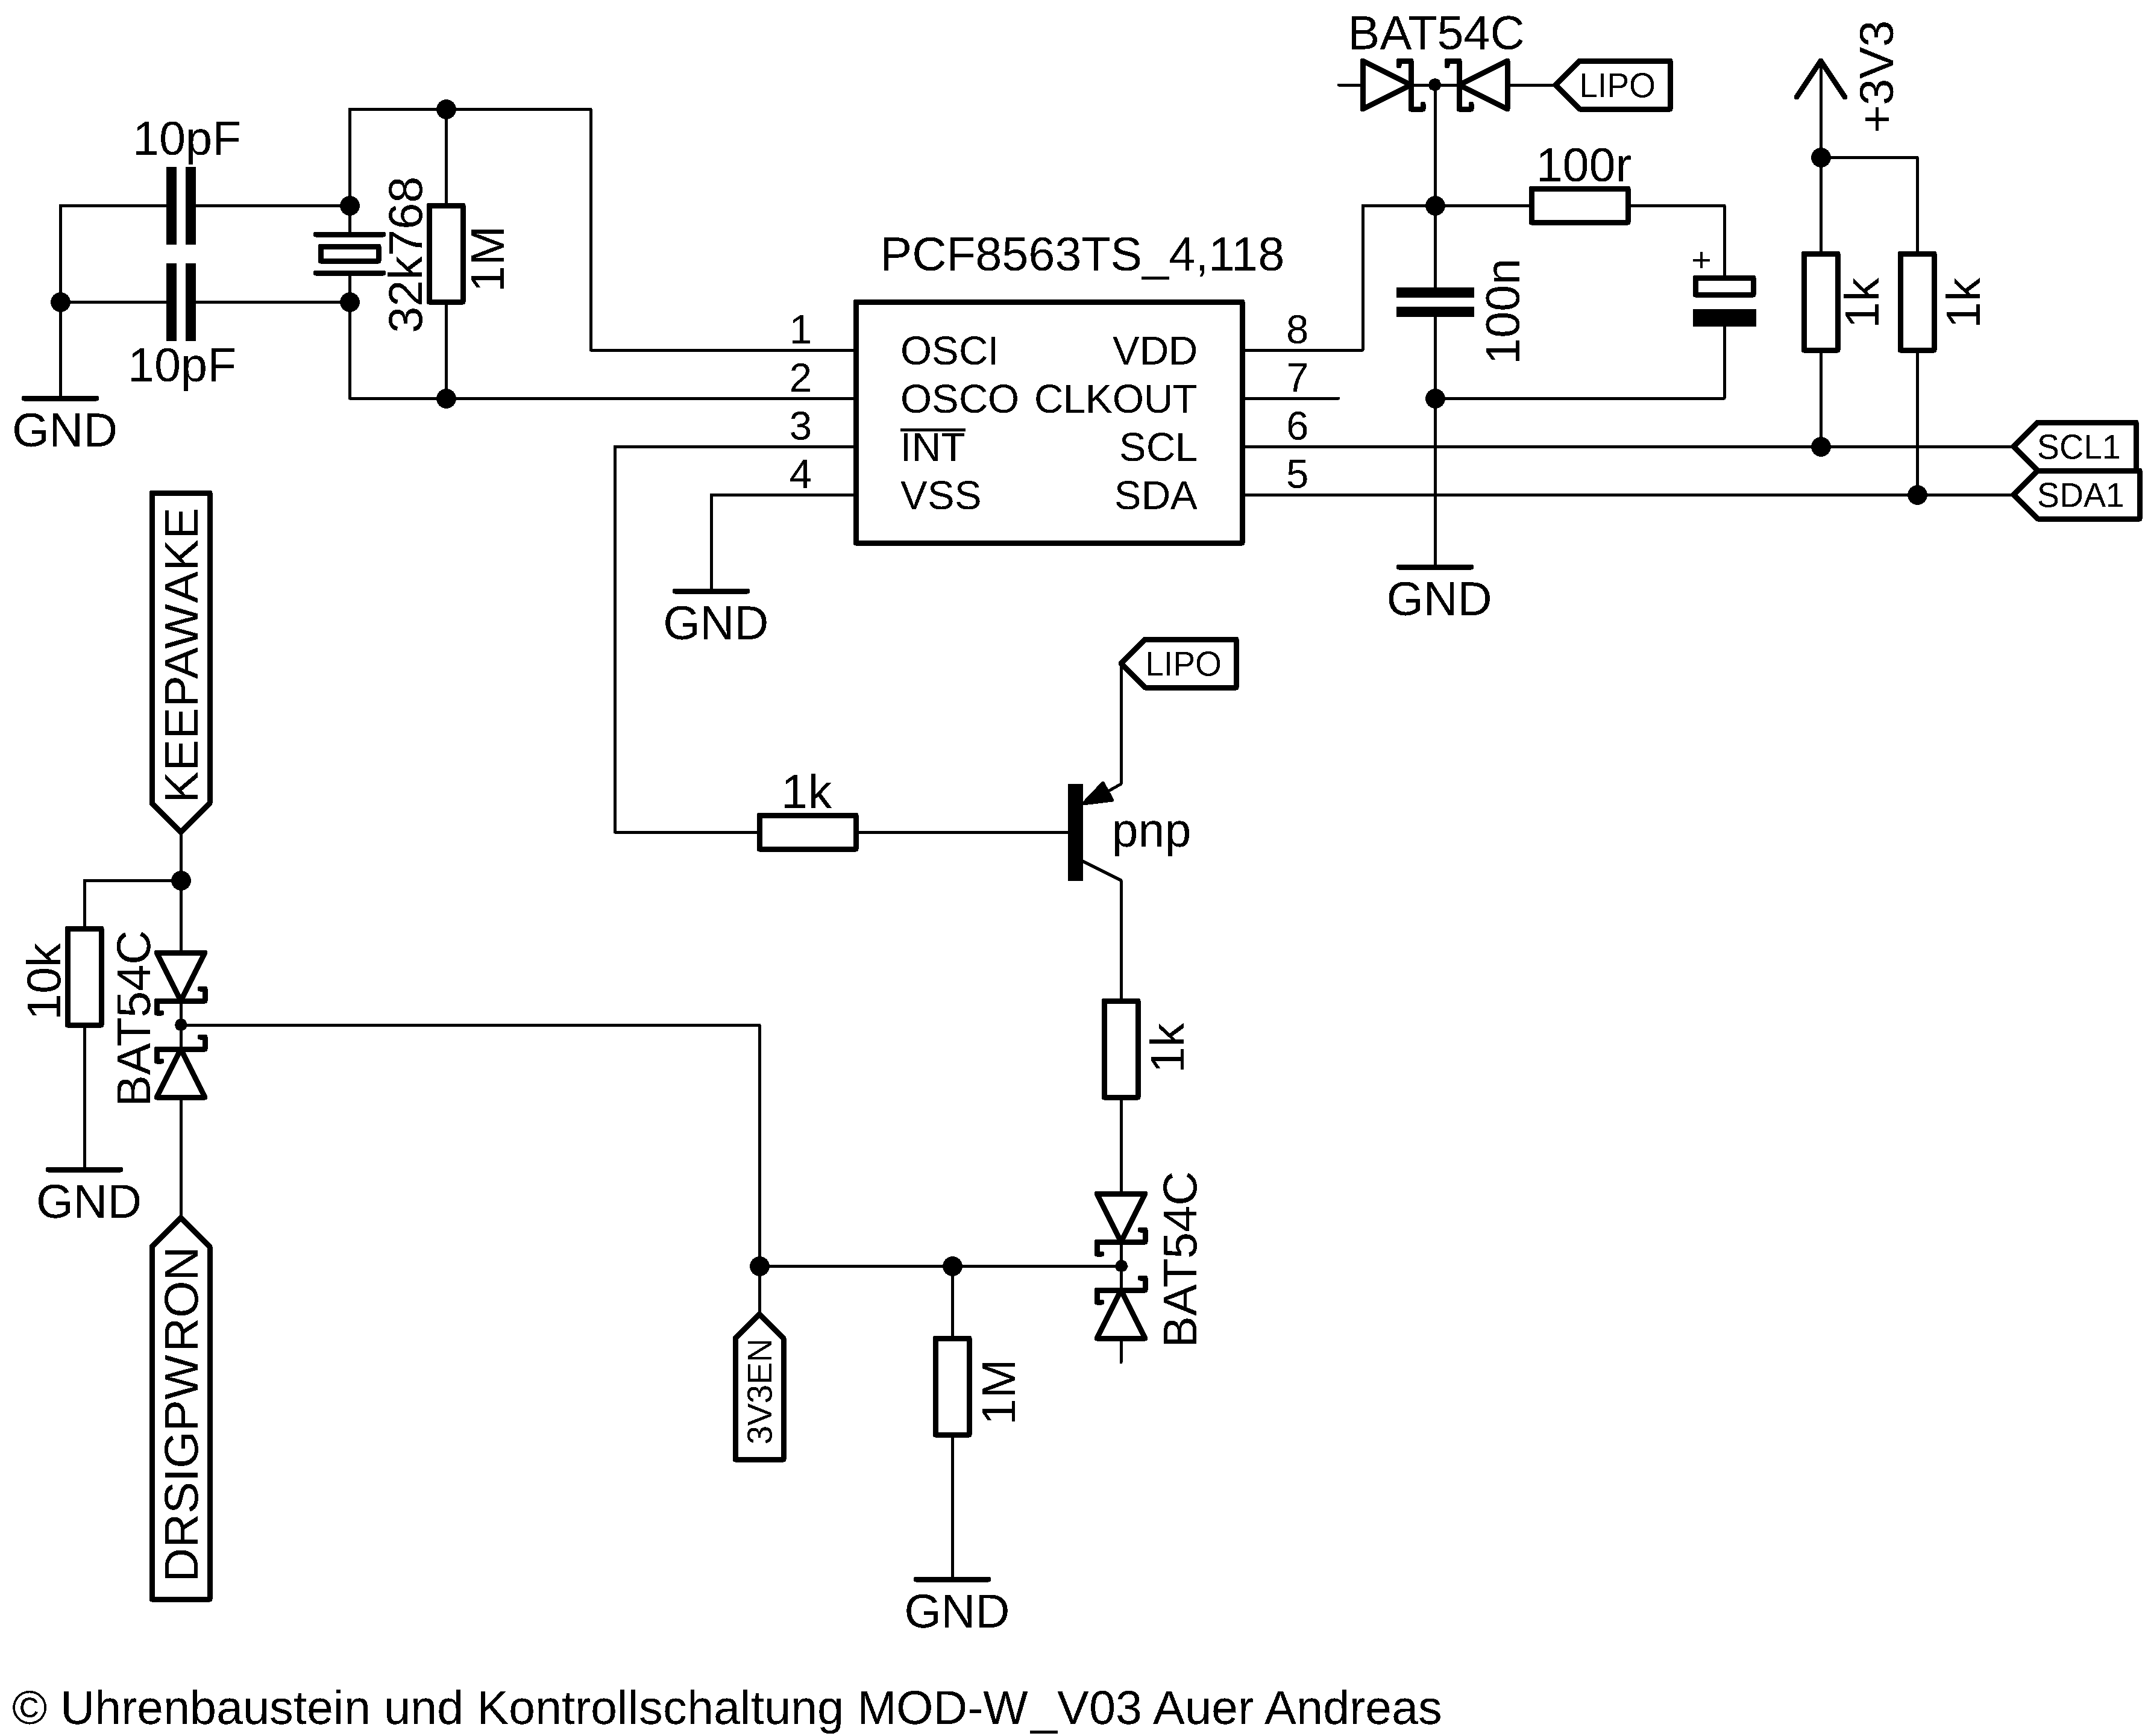 BAT54C
LIPO
+3V3
10pF
32k768
1M
10pF
GND
PCF8563TS_4,118
1 OSCI VDD 8
2 OSCO CLKOUT 7
3 INT SCL 6
4 VSS SDA 5
GND
100r
100n
+
GND
1k
1k
SCL1
SDA1
KEEPAWAKE
10k
BAT54C
GND
DRSIGPWRON
LIPO
1k
pnp
1k
BAT54C
3V3EN
1M
GND
© Uhrenbaustein und Kontrollschaltung MOD-W_V03 Auer Andreas